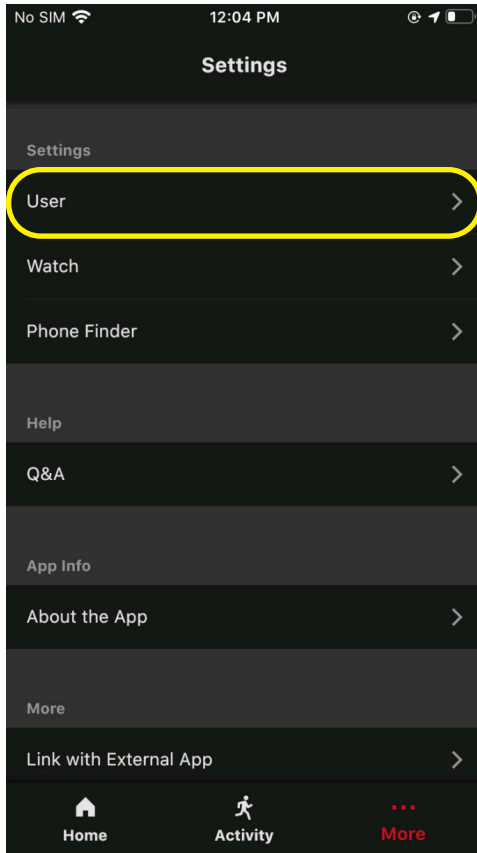 No SIM 12:04 PM
Settings
Settings
User
Watch
Phone Finder
Help
Q&A
App Info
About the App
More
Link with External App
Home Activity More